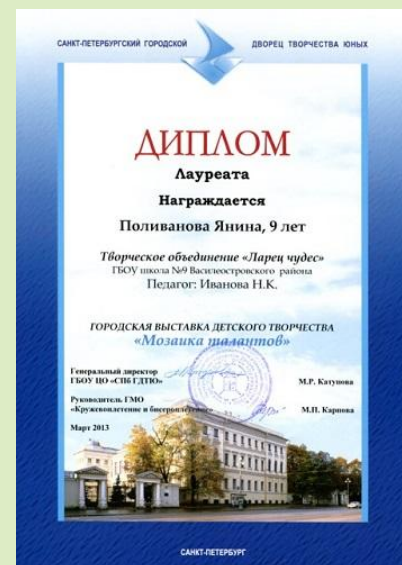 САНКТ-ПЕТЕРБУРГСКИЙ ГОРОДСКОЙ ДВОРЕЦ ТВОРЧЕСТВА ЮНЫХ
ДИПЛОМ
Лауреата
Награждается
Поливанова Янина, 9 лет
Творческое объединение «Ларец чудес»
ГБОУ школа №9 Василеостровского района
Педагог: Иванова Н.К.
ГОРОДСКАЯ ВЫСТАВКА ДЕТСКОГО ТВОРЧЕСТВА
«Мозаика талантов»
Генеральный директор
ГБОУ ЦО «СПб ГДТЮ» М.Р. Катунова
Руководитель ГМО
«Кружевоплетение и бисероплетение» М.П. Карпова
Март 2013
САНКТ-ПЕТЕРБУРГ